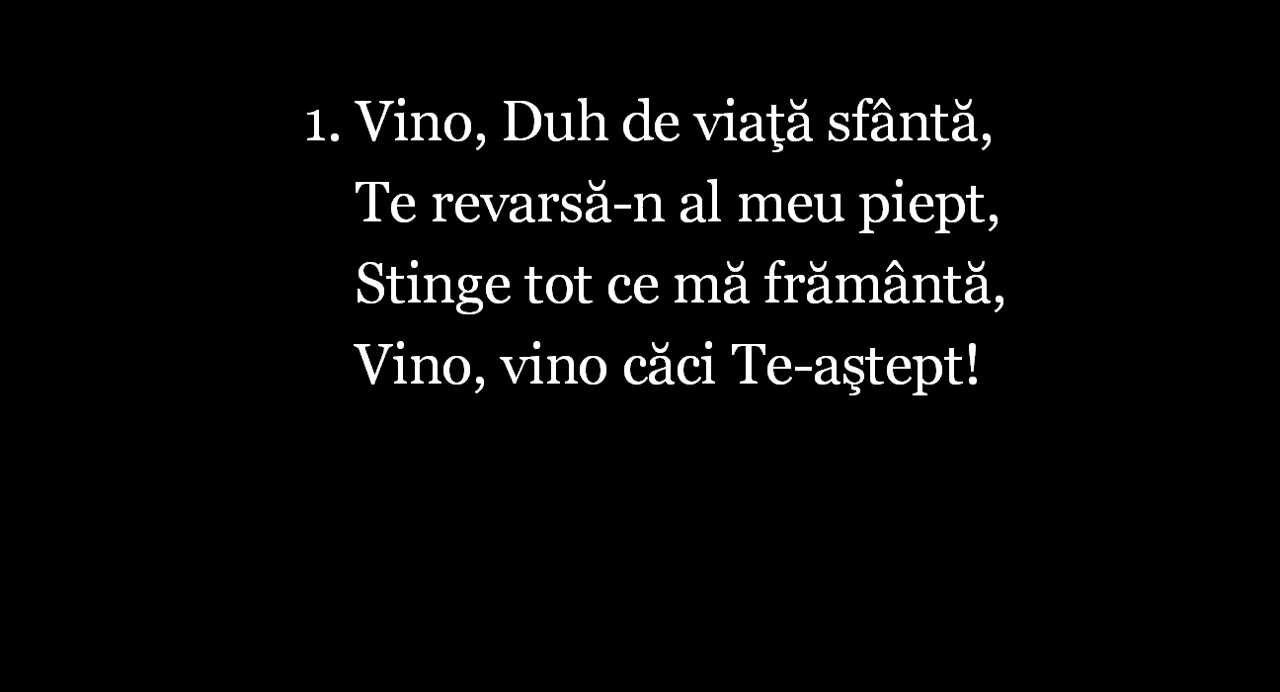 1. Vino, Duh de viaţă sfântă,
Te revarsă-n al meu piept,
Stinge tot ce mă frământă,
Vino, vino căci Te-aştept!